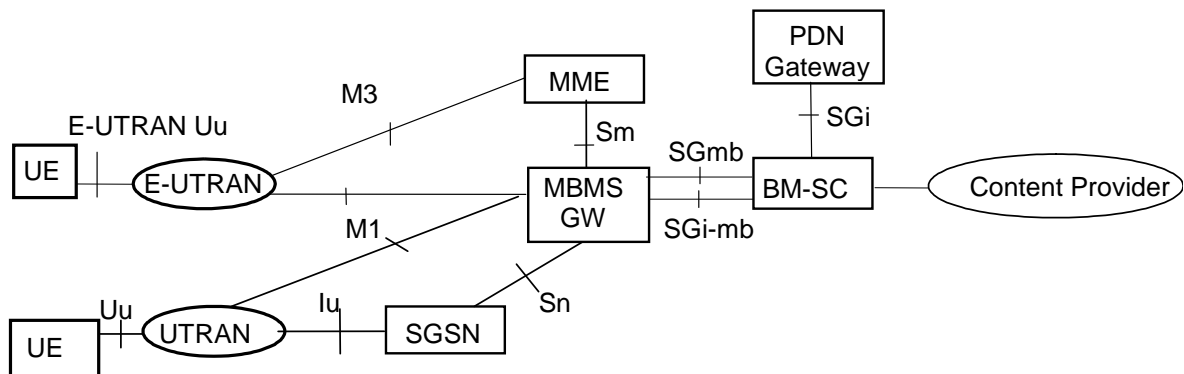 PDN
Gateway
MME
M3
SGi
E-UTRAN Uu
Sm
SGmb
UE
E-UTRAN
MBMS
GW
BM-SC
Content Provider
M1
SGi-mb
Uu
Iu
Sn
UE
UTRAN
SGSN